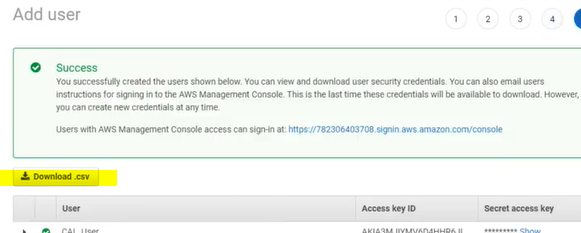 Add user
1 2 3 4
Success
You successfully created the users shown below. You can view and download user security credentials. You can also email users
instructions for signing in to the AWS Management Console. This is the last time these credentials will be available to download. However,
you can create new credentials at any time.
Users with AWS Management Console access can sign-in at: https://782306403708.signin.aws.amazon.com/console
Download .csv
User Access key ID Secret access key
CAL_User ********* Show